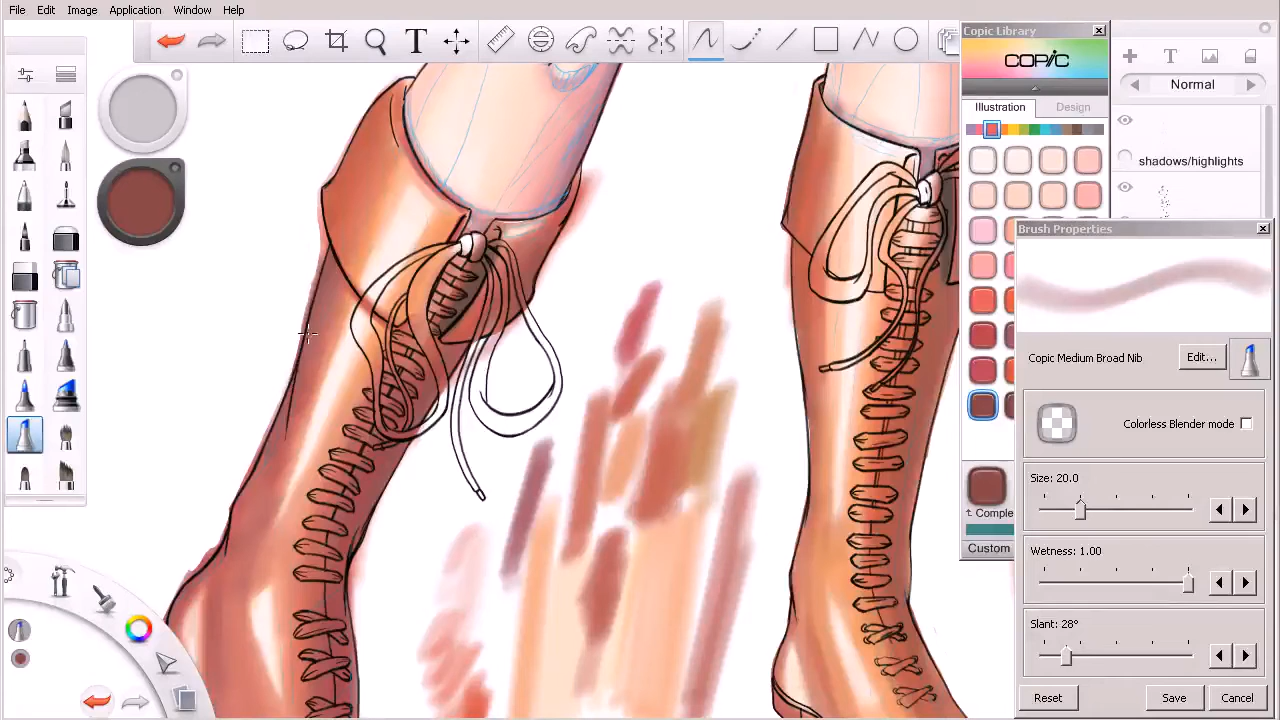 File Edit Image Application Window Help
T
Copic Library
COPIC
Illustration Design
T
Normal
shadows/highlights
Brush Properties
Copic Medium Broad Nib Edit...
Colorless Blender mode
Size: 20.0
Wetness: 1.00
Slant: 28°
Reset Save Cancel
Comple
Custom